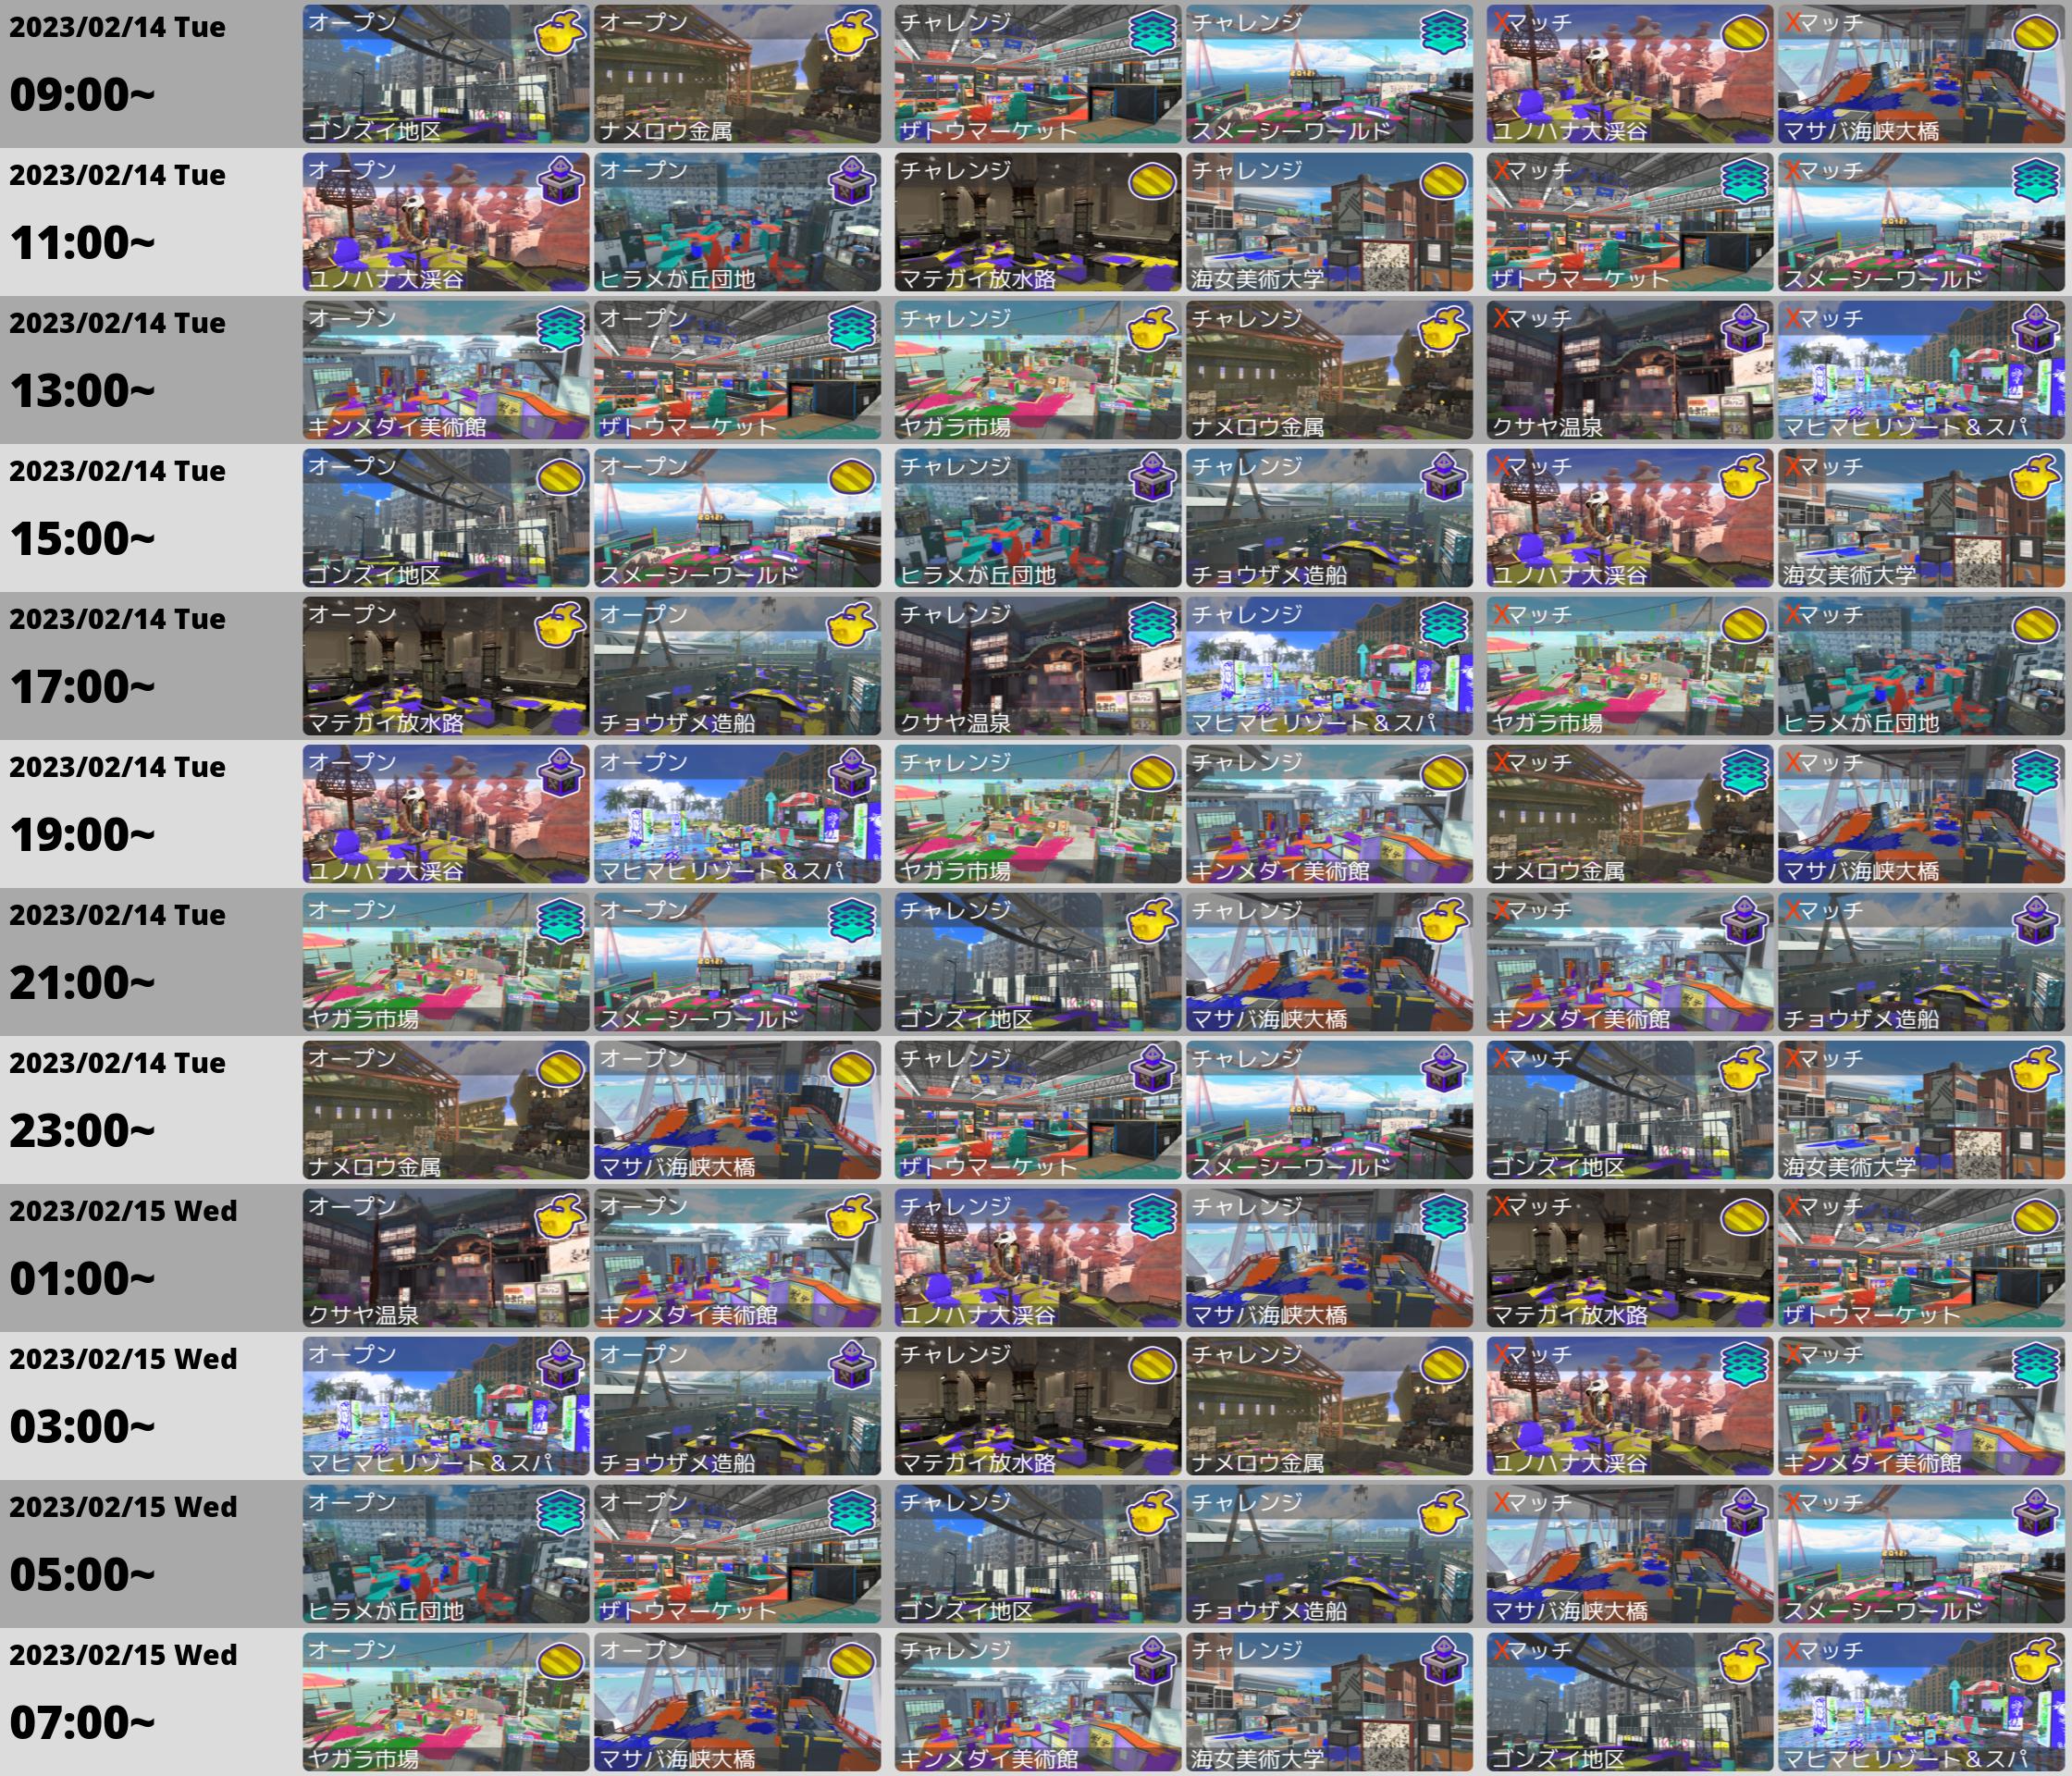 2023/02/14 Tue
09:00~
オープン オープン チャレンジ チャレンジ Xマッチ Xマッチ
ゴンズイ地区 ナメロウ金属 ザトウマーケット スメーシーワールド ユノハナ大渓谷 マサバ海峡大橋
2023/02/14 Tue
11:00~
オープン オープン チャレンジ チャレンジ Xマッチ Xマッチ
ユノハナ大渓谷 ヒラメが丘団地 マテガイ放水路 海女美術大学 ザトウマーケット スメーシーワールド
2023/02/14 Tue
13:00~
オープン オープン チャレンジ チャレンジ Xマッチ Xマッチ
キンメダイ美術館 ザトウマーケット ヤガラ市場 ナメロウ金属 クサヤ温泉 マヒマヒリゾート＆スパ
2023/02/14 Tue
15:00~
オープン オープン チャレンジ チャレンジ Xマッチ Xマッチ
ゴンズイ地区 スメーシーワールド ヒラメが丘団地 チョウザメ造船 ユノハナ大渓谷 海女美術大学
2023/02/14 Tue
17:00~
オープン オープン チャレンジ チャレンジ Xマッチ Xマッチ
マテガイ放水路 チョウザメ造船 クサヤ温泉 マヒマヒリゾート＆スパ ヤガラ市場 ヒラメが丘団地
2023/02/14 Tue
19:00~
オープン オープン チャレンジ チャレンジ Xマッチ Xマッチ
ユノハナ大渓谷 マヒマヒリゾート＆スパ ヤガラ市場 キンメダイ美術館 ナメロウ金属 マサバ海峡大橋
2023/02/14 Tue
21:00~
オープン オープン チャレンジ チャレンジ Xマッチ Xマッチ
ヤガラ市場 スメーシーワールド ゴンズイ地区 マサバ海峡大橋 キンメダイ美術館 チョウザメ造船
2023/02/14 Tue
23:00~
オープン オープン チャレンジ チャレンジ Xマッチ Xマッチ
ナメロウ金属 マサバ海峡大橋 ザトウマーケット スメーシーワールド ゴンズイ地区 海女美術大学
2023/02/15 Wed
01:00~
オープン オープン チャレンジ チャレンジ Xマッチ Xマッチ
クサヤ温泉 キンメダイ美術館 ユノハナ大渓谷 マサバ海峡大橋 マテガイ放水路 ザトウマーケット
2023/02/15 Wed
03:00~
オープン オープン チャレンジ チャレンジ Xマッチ Xマッチ
マヒマヒリゾート＆スパ チョウザメ造船 マテガイ放水路 ナメロウ金属 ユノハナ大渓谷 キンメダイ美術館
2023/02/15 Wed
05:00~
オープン オープン チャレンジ チャレンジ Xマッチ Xマッチ
ヒラメが丘団地 ザトウマーケット ゴンズイ地区 チョウザメ造船 マサバ海峡大橋 スメーシーワールド
2023/02/15 Wed
07:00~
オープン オープン チャレンジ チャレンジ Xマッチ Xマッチ
ヤガラ市場 マサバ海峡大橋 キンメダイ美術館 海女美術大学 ゴンズイ地区 マヒマヒリゾート＆スパ